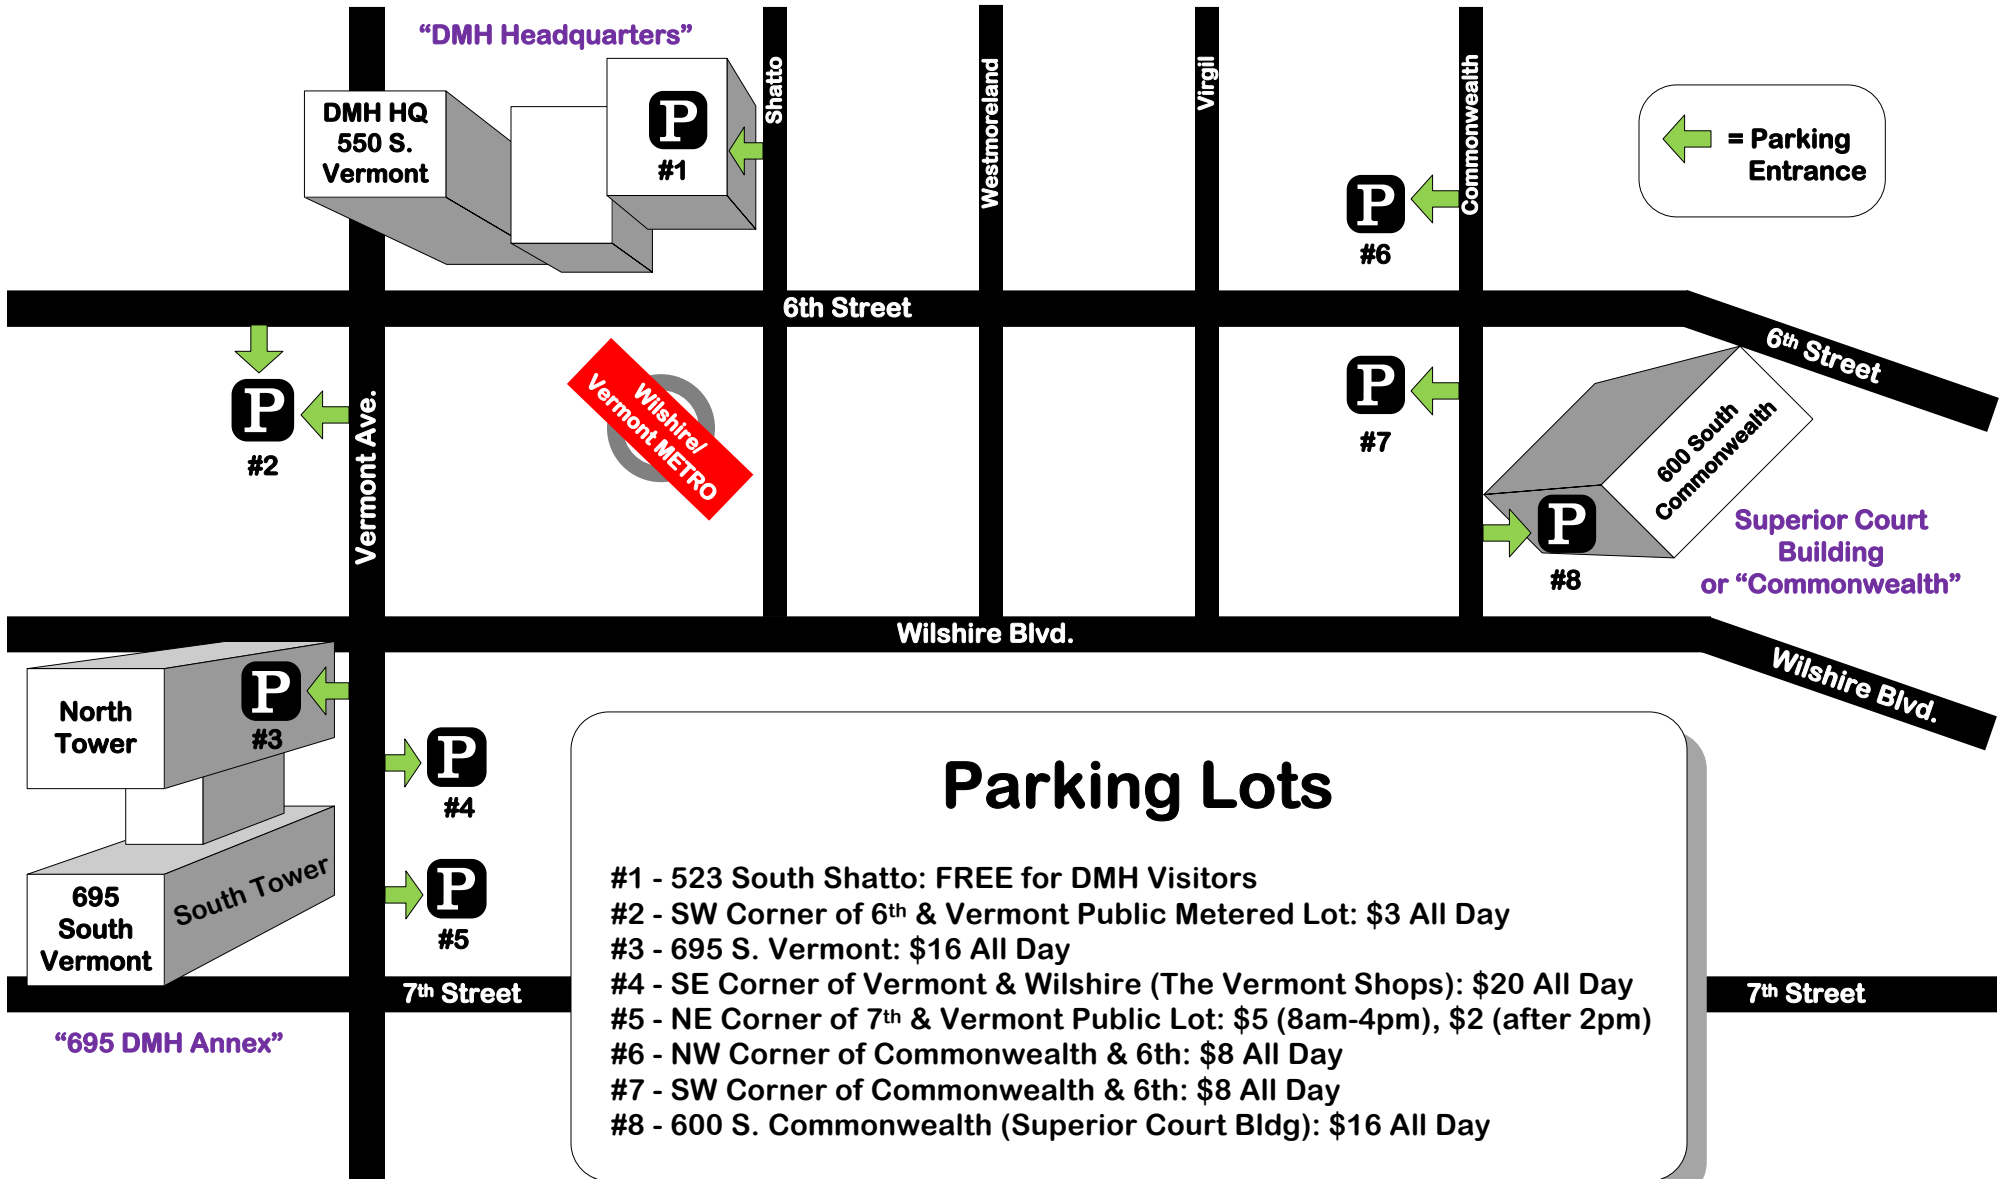 “DMH Headquarters”
DMH HQ
550 S.
Vermont
P
#1
Shatto
Westmoreland
Virgil
Commonwealth
= Parking
Entrance
P
#6
6th Street
6th Street
P
#2
Vermont Ave.
Wilshire/
Vermont METRO
P
#7
600 South
Commonwealth
P
#8
Superior Court
Building
or “Commonwealth”
Wilshire Blvd.
Wilshire Blvd.
North
Tower
P
#3
P
#4
695
South
Vermont
South Tower
P
#5
7th Street
7th Street
“695 DMH Annex”
Parking Lots
#1 - 523 South Shatto: FREE for DMH Visitors
#2 - SW Corner of 6th & Vermont Public Metered Lot: $3 All Day
#3 - 695 S. Vermont: $16 All Day
#4 - SE Corner of Vermont & Wilshire (The Vermont Shops): $20 All Day
#5 - NE Corner of 7th & Vermont Public Lot: $5 (8am-4pm), $2 (after 2pm)
#6 - NW Corner of Commonwealth & 6th: $8 All Day
#7 - SW Corner of Commonwealth & 6th: $8 All Day
#8 - 600 S. Commonwealth (Superior Court Bldg): $16 All Day